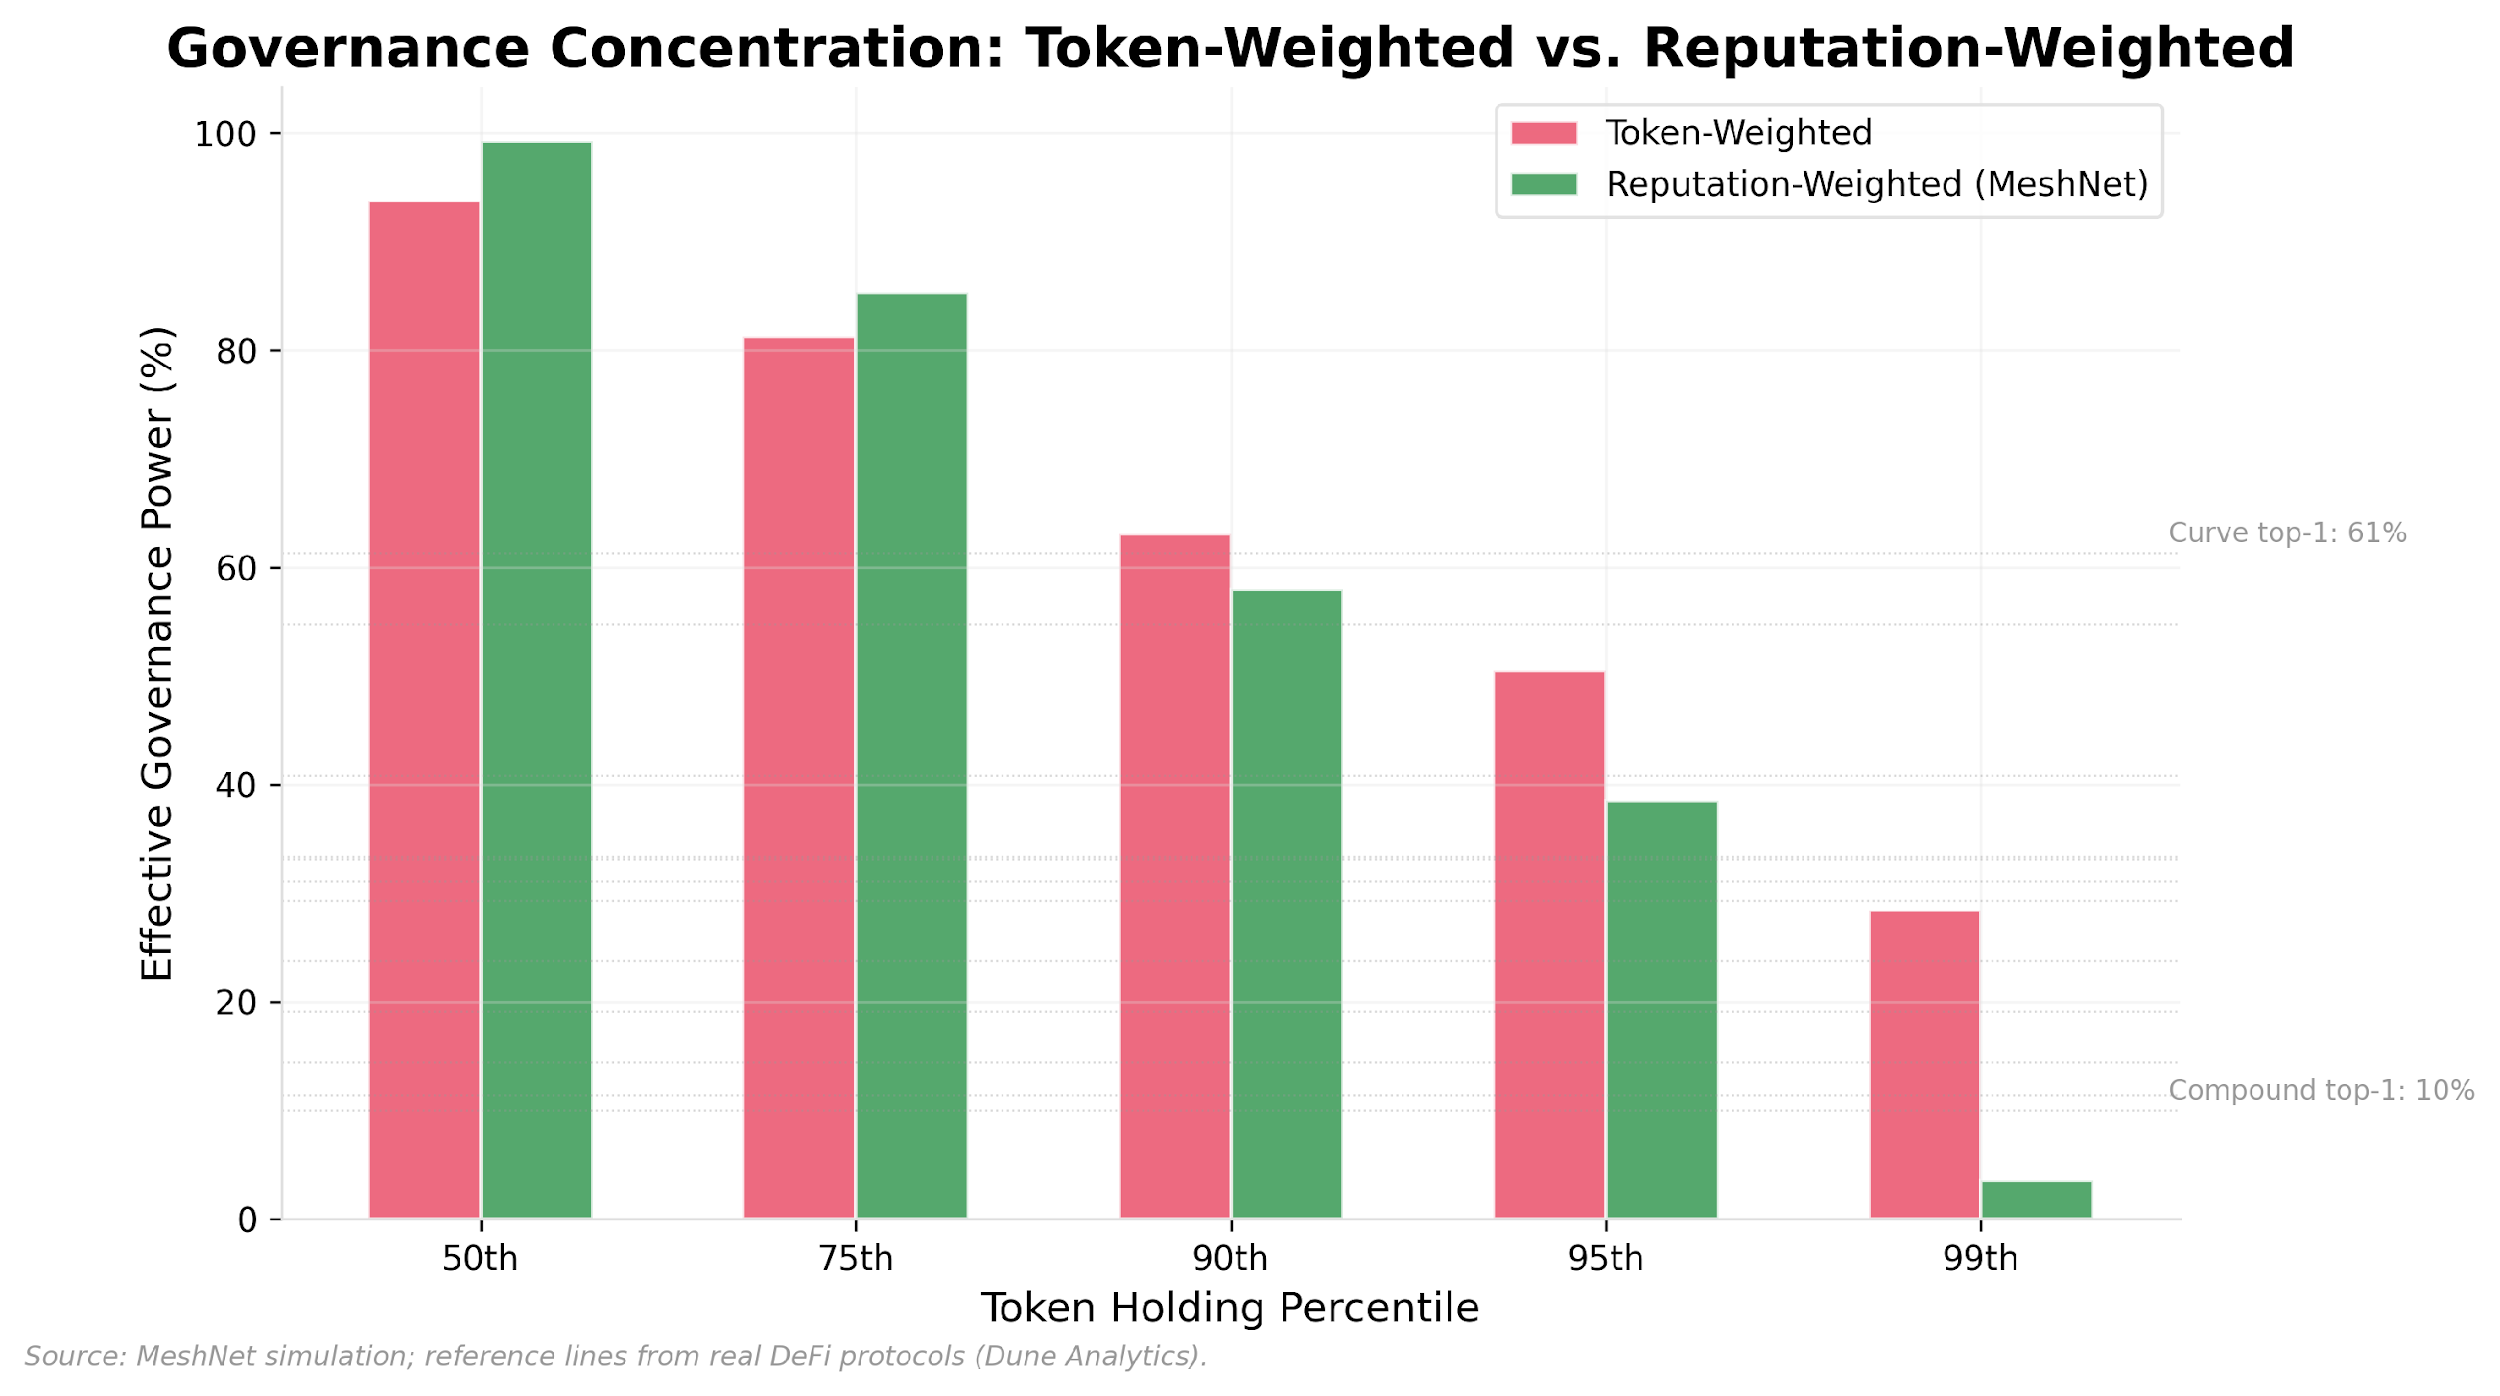 Governance Concentration: Token-Weighted vs. Reputation-Weighted
Token-Weighted
Reputation-Weighted (MeshNet)
Effective Governance Power (%)
100
80
60
40
20
0
Curve top-1: 61%
Compound top-1: 10%
50th 75th 90th 95th 99th
Token Holding Percentile
Source: MeshNet simulation; reference lines from real DeFi protocols (Dune Analytics).